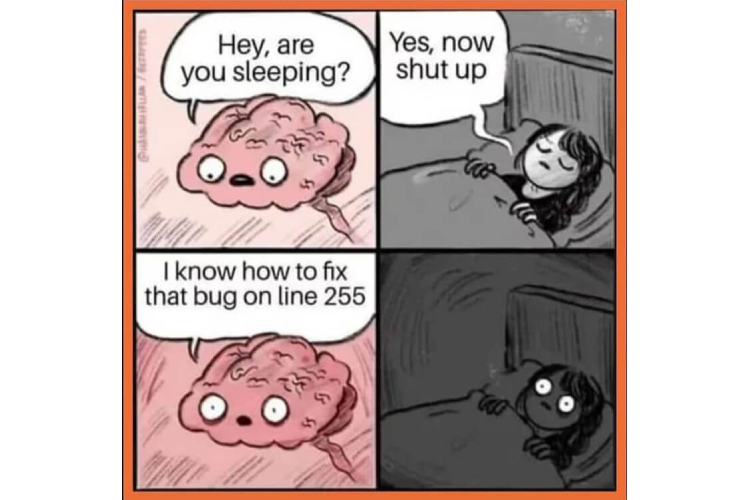 Hey, are
you sleeping?
Yes, now
shut up
I know how to fix
that bug on line 255